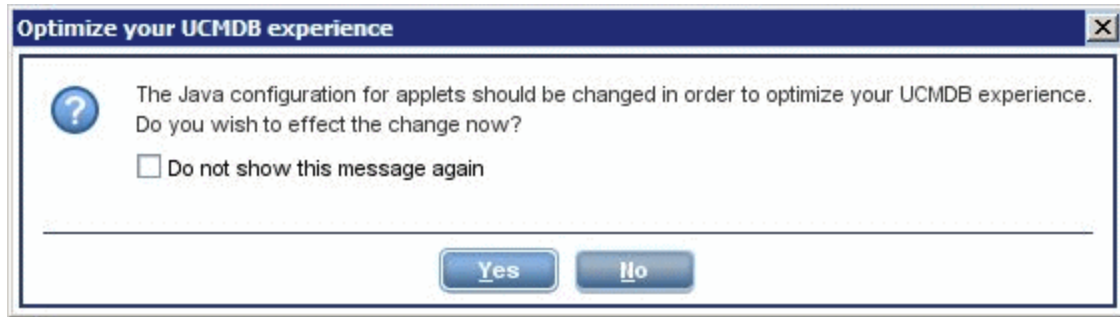 Optimize your UCMDB experience
The Java configuration for applets should be changed in order to optimize your UCMDB experience.
Do you wish to effect the change now?
Do not show this message again
Yes No